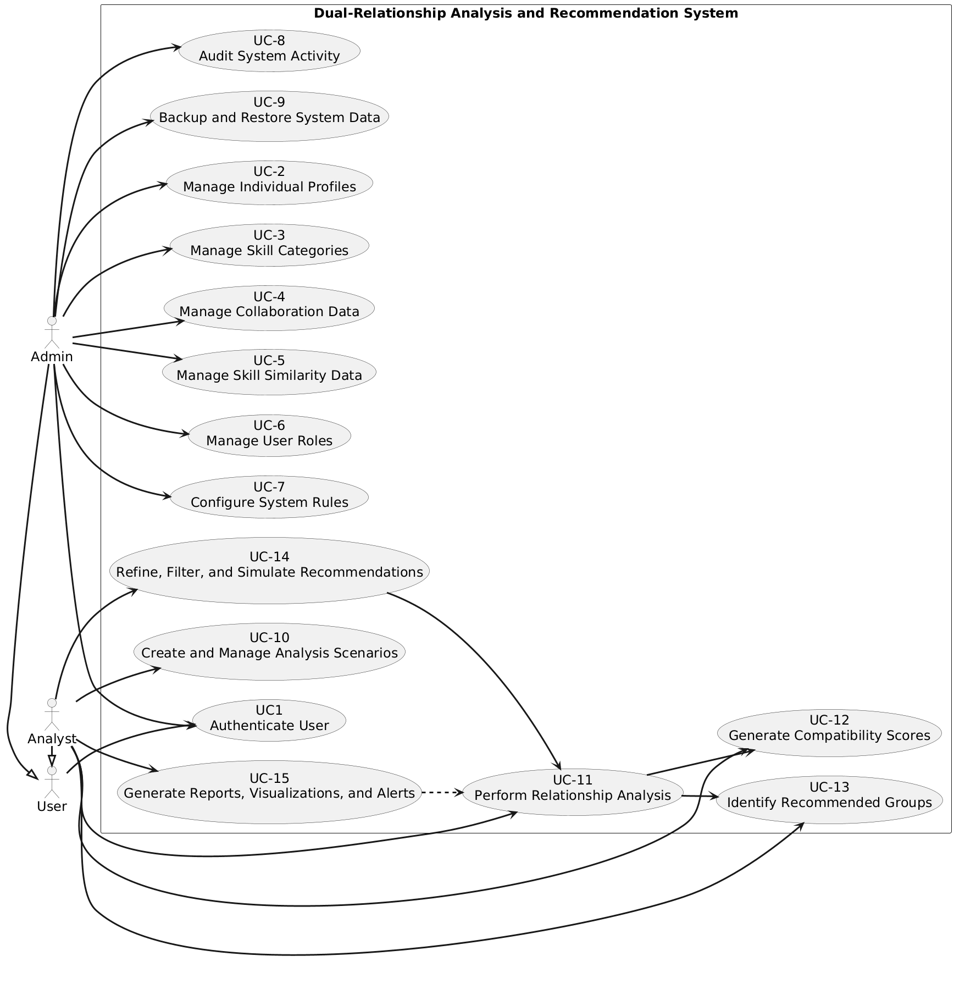 Dual-Relationship Analysis and Recommendation System
UC-8
Audit System Activity
UC-9
Backup and Restore System Data
UC-2
Manage Individual Profiles
UC-3
Manage Skill Categories
UC-4
Manage Collaboration Data
Admin
UC-5
Manage Skill Similarity Data
UC-6
Manage User Roles
UC-7
Configure System Rules
UC-14
Refine, Filter, and Simulate Recommendations
UC-10
Create and Manage Analysis Scenarios
UC1
Authenticate User
Analyst
UC-12
Generate Compatibility Scores
User
UC-15
Generate Reports, Visualizations, and Alerts
UC-11
Perform Relationship Analysis
UC-13
Identify Recommended Groups